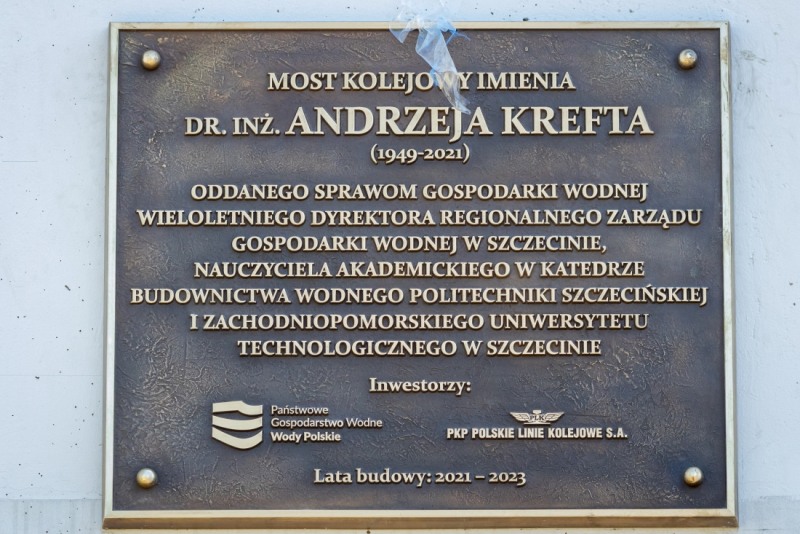 MOST KOLEJOWY IMIENIA
DR. INŻ. ANDRZEJA KREFTA
(1949-2021)
ODDANEGO SPRAWOM GOSPODARKI WODNEJ
WIELOLETNIEGO DYREKTORA REGIONALNEGO ZARZĄDU
GOSPODARKI WODNEJ W SZCZECINIE,
NAUCZYCIELA AKADEMICKIEGO W KATEDRZE
BUDOWNICTWA WODNEGO POLITECHNIKI SZCZECIŃSKIEJ
I ZACHODNIOPOMORSKIEGO UNIWERSYTETU
TECHNOLOGICZNEGO W SZCZECINIE
Inwestorzy:
Państwowe
Gospodarstwo Wodne
Wody Polskie
PLK
PKP POLSKIE LINIE KOLEJOWE S.A.
Lata budowy: 2021 – 2023